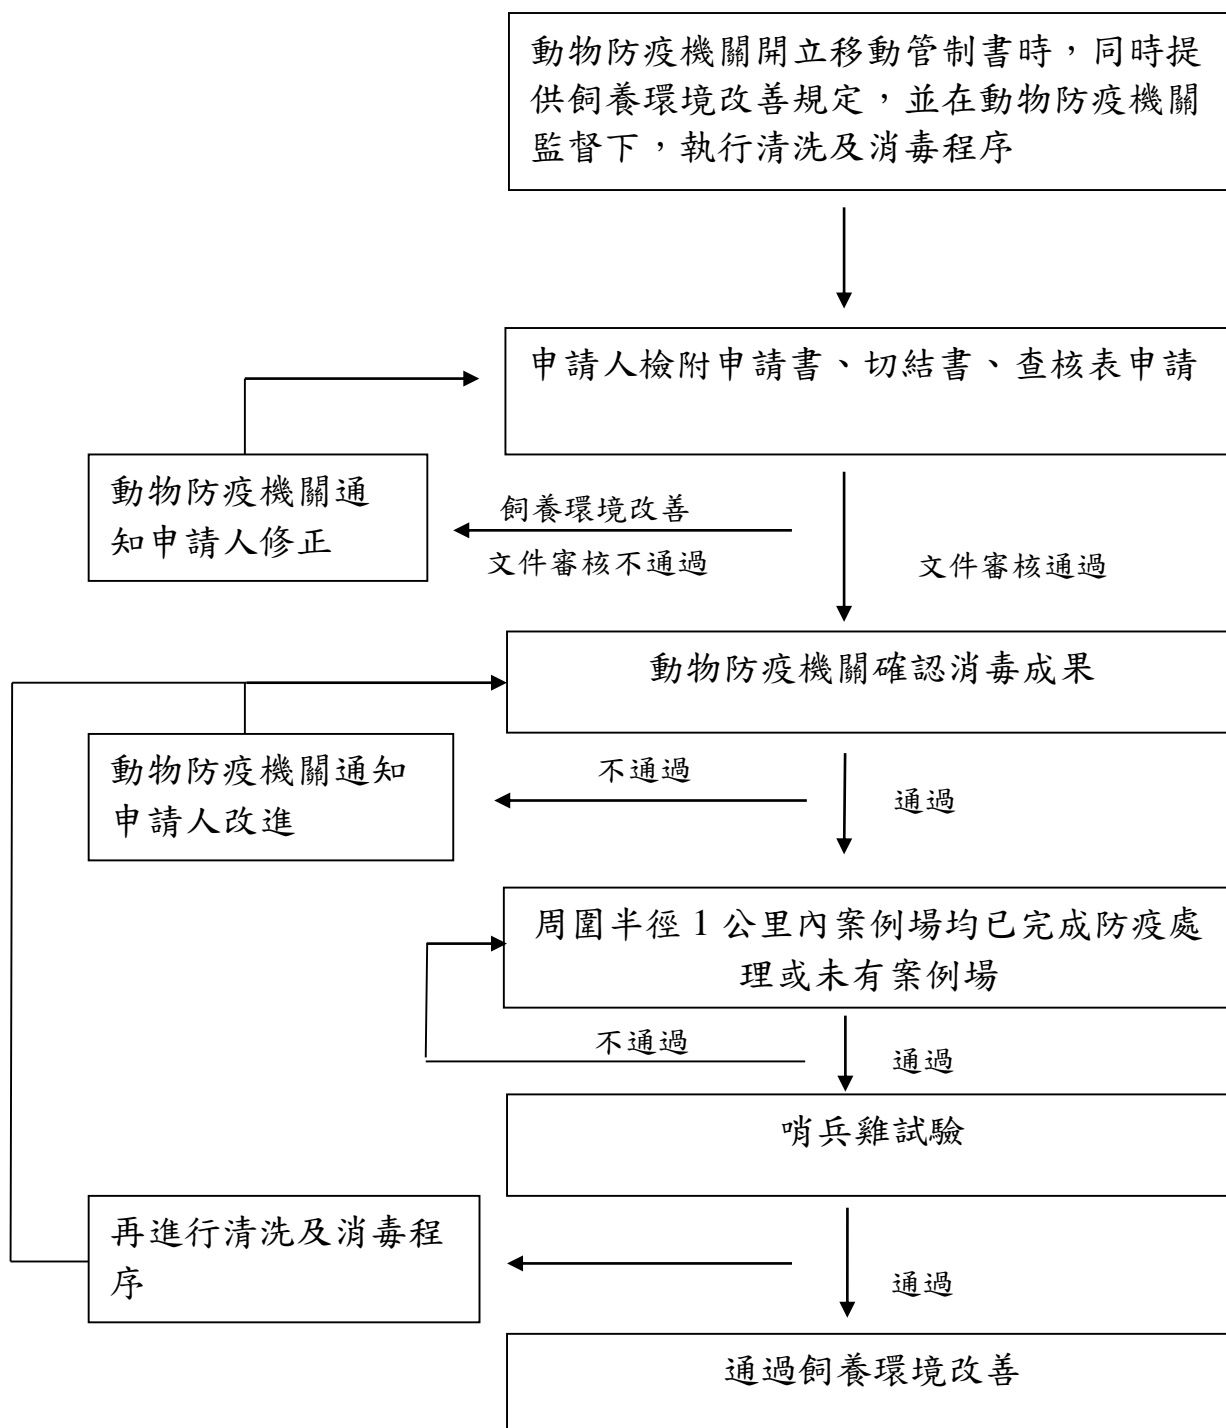 動物防疫機關開立移動管制書時，同時提
供飼養環境改善規定，並在動物防疫機關
監督下，執行清洗及消毒程序
申請人檢附申請書、切結書、查核表申請
動物防疫機關通
知申請人修正
飼養環境改善
文件審核不通過
文件審核通過
動物防疫機關確認消毒成果
動物防疫機關通知
申請人改進
不通過
通過
周圍半徑 1 公里內案例場均已完成防疫處
理或未有案例場
不通過
通過
哨兵雞試驗
再進行清洗及消毒程
序
通過
通過飼養環境改善